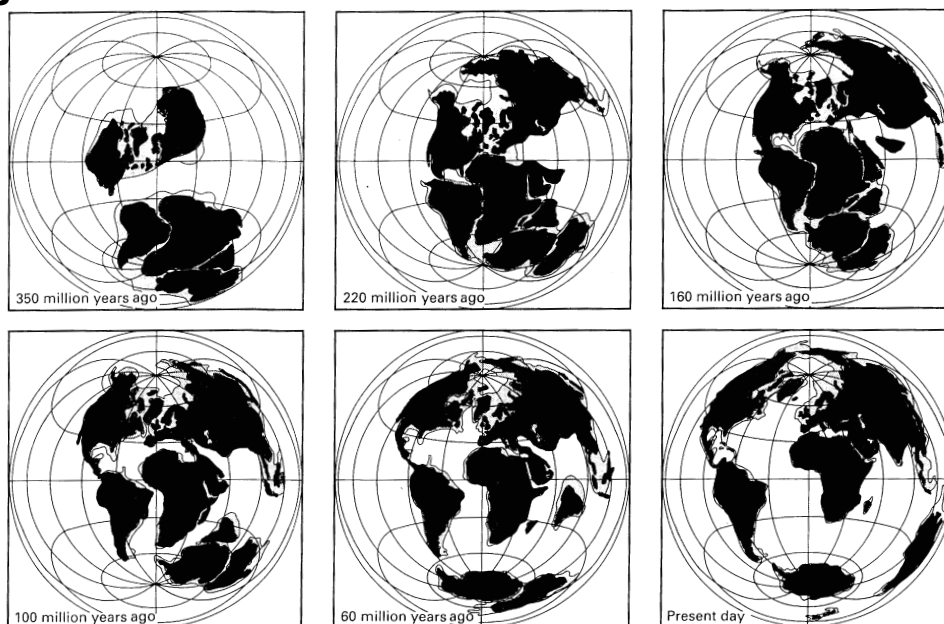 350 million years ago
220 million years ago
160 million years ago
100 million years ago
60 million years ago
Present day